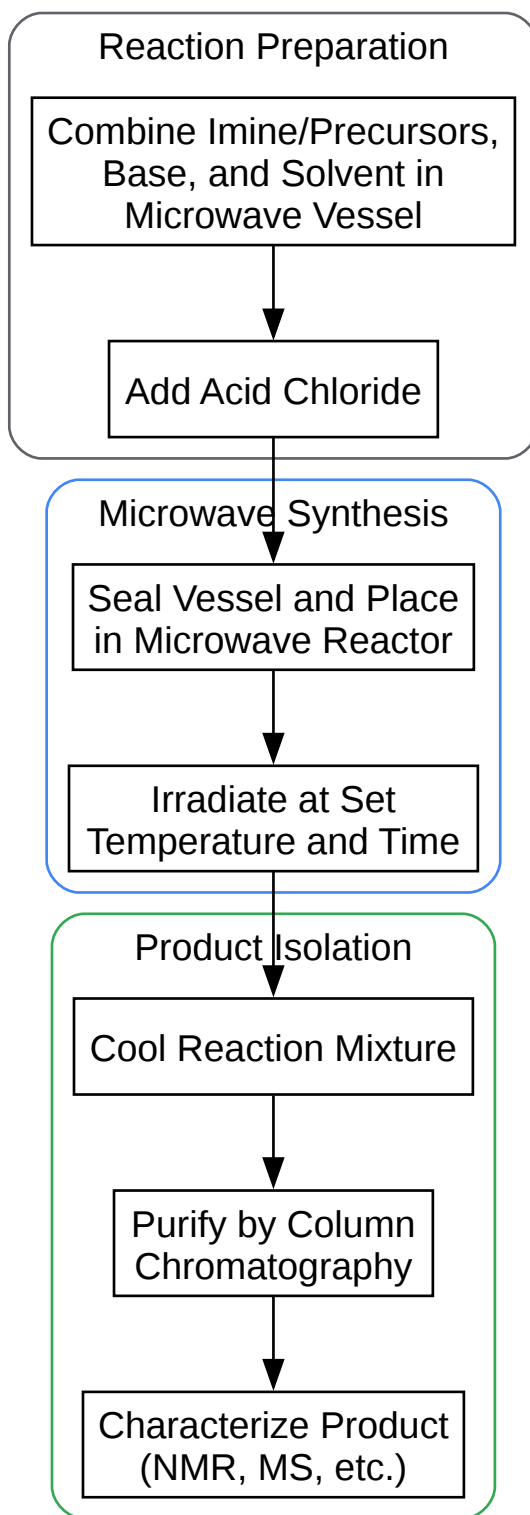 Reaction Preparation
Combine Imine/Precursors,
Base, and Solvent in
Microwave Vessel
Add Acid Chloride
Microwave Synthesis
Seal Vessel and Place
in Microwave Reactor
Irradiate at Set
Temperature and Time
Product Isolation
Cool Reaction Mixture
Purify by Column
Chromatography
Characterize Product
(NMR, MS, etc.)